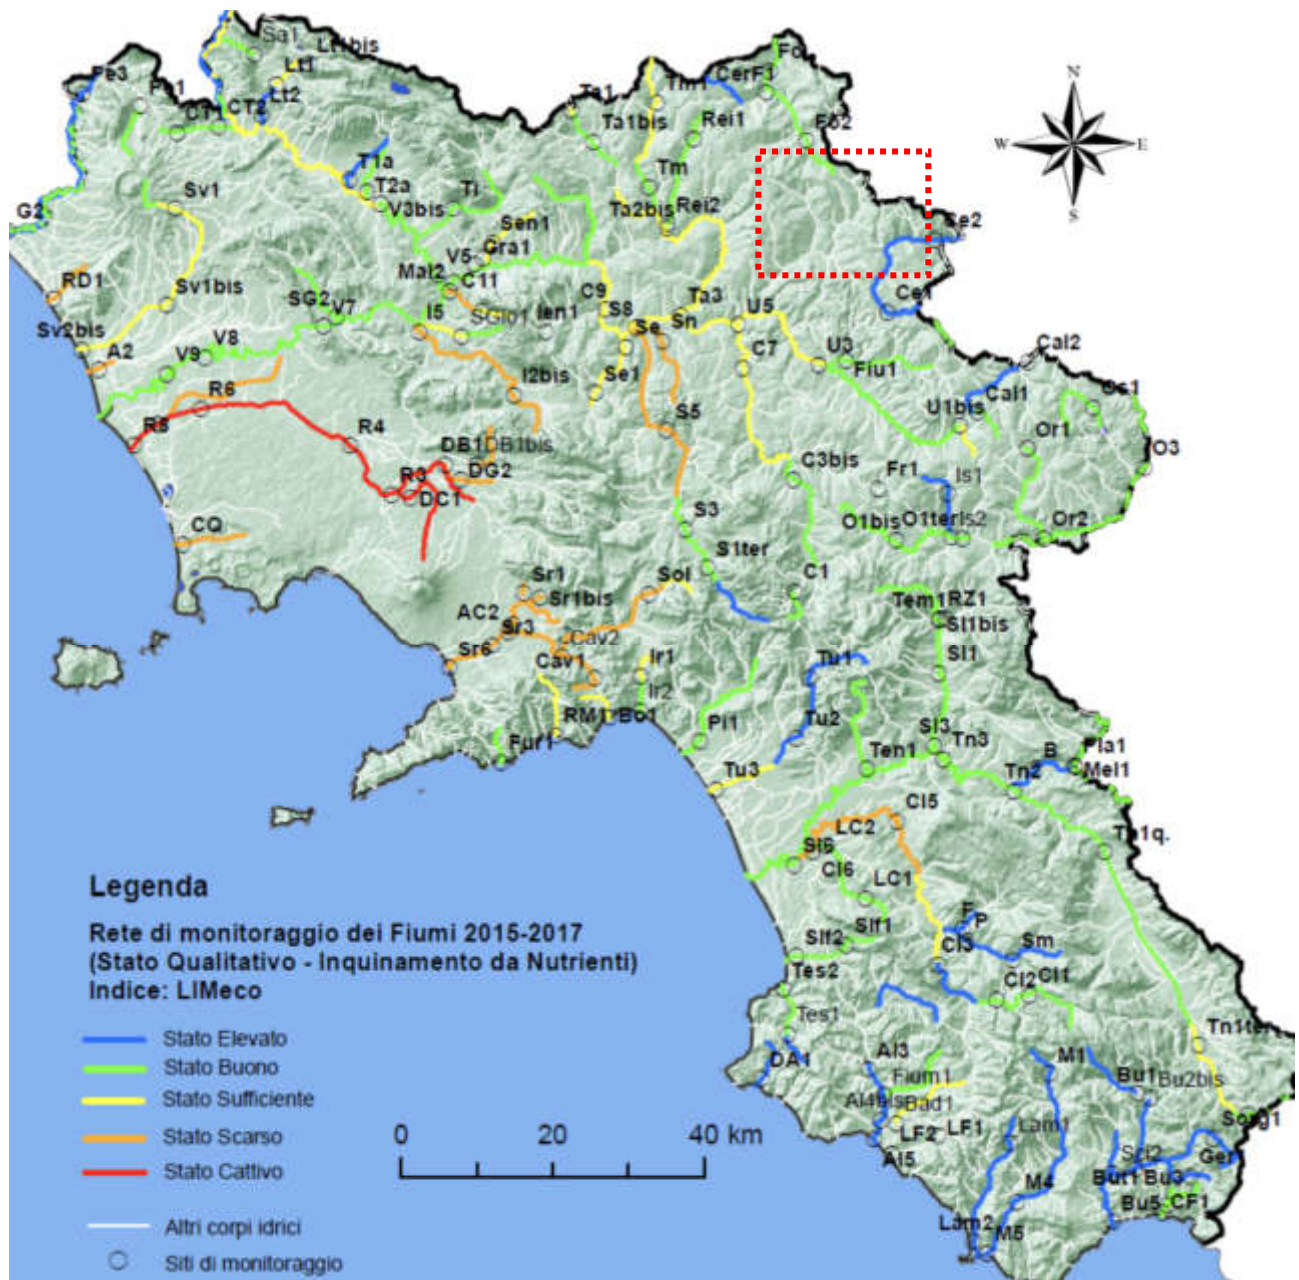 Sa1
Lt1bis
Fo
Lt1
Fe3
Tm1
CerF1
N
Lt2
Ta1
CT1
CT2
Ta1bis
Rei1
Fo2
W
E
T1a
Tm
T2a
Ti
S
Sv1
V3bis
G2
Ta2bis
Rei2
Sen1
Se2
V5
Gra1
Mal2
C11
RD1
C9
Ce1
Sv1bis
SG2
V7
I5
SGio1
Ien1
S8
Ta3
U5
Sv2bis
Se
Sn
A2
V8
V9
C7
U3
Fiu1
Cal2
R6
I2bis
Se1
Cal1
U1bis
R4
S5
Or1
DB1
DB1bis
O3
R3
DG2
C3bis
Fr1
Is1
DC1
CQ
S3
O1bis
O1ter
Is2
Or2
S1ter
Sr1
Sol
C1
Sr1bis
Tem1
RZ1
AC2
Sl1bis
Sr3
Cav2
Sr6
Cav1
Ir1
Tu1
Sl1
Ir2
RM1
Bo1
PI1
Tu2
Sl3
Fur1
Ten1
Tn3
B
Pla1
Tu3
Tn2
Mel1
Cl5
LC2
Tn1q.
Sl6
Cl6
LC1
Legenda
Rete di monitoraggio dei Fiumi 2015-2017
(Stato Qualitativo - Inquinamento da Nutrienti)
Indice: LIMeco
F
P
Slf1
Slf2
Cl3
Sm
Tes2
Cl2
Cl1
Tes1
Stato Elevato
Tn1ter
DA1
Al3
M1
Stato Buono
Fium1
Bu1
Bu2bis
Stato Sufficiente
Bad1
Sorg1
Stato Scarso
0 20 40 km
LF2
LF1
Lam1
Al5
Sci2
Ger
Stato Cattivo
But1
Bu3
M4
Bu5
CF1
Altri corpi idrici
Lam2
M5
Siti di monitoraggio